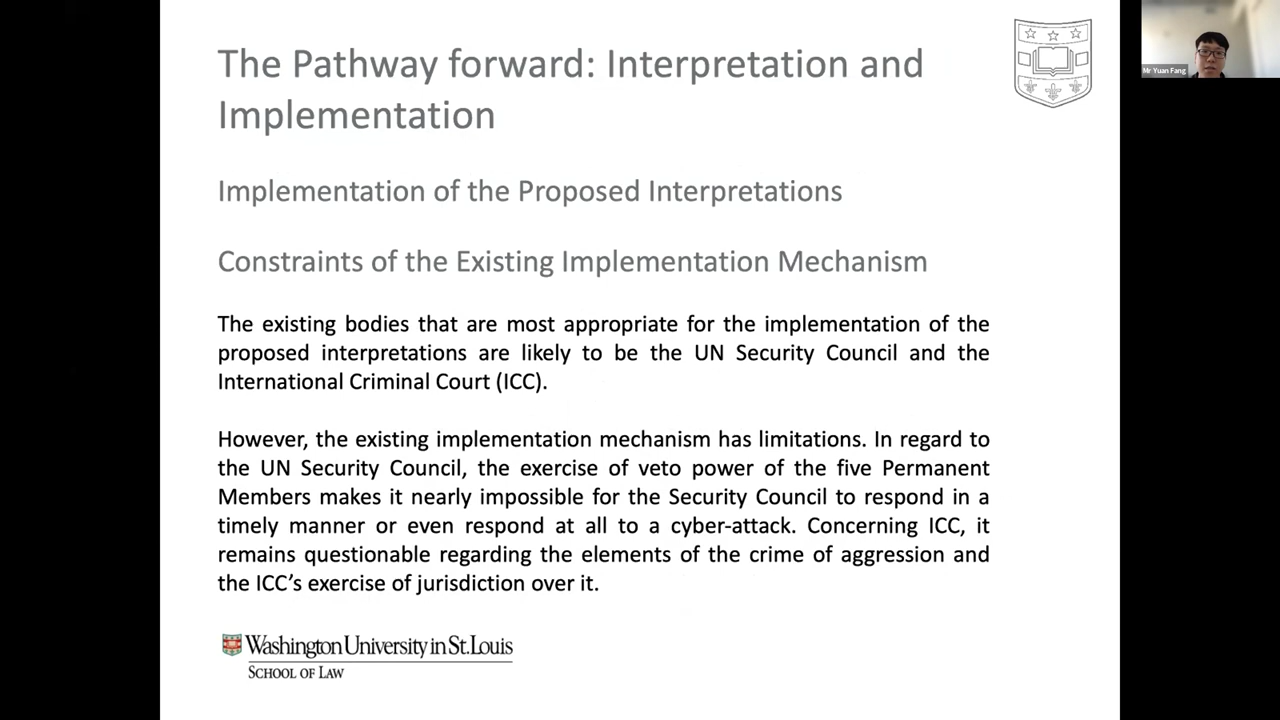 The Pathway forward: Interpretation and
Implementation
Implementation of the Proposed Interpretations
Constraints of the Existing Implementation Mechanism
The existing bodies that are most appropriate for the implementation of the
proposed interpretations are likely to be the UN Security Council and the
International Criminal Court (ICC).
However, the existing implementation mechanism has limitations. In regard to
the UN Security Council, the exercise of veto power of the five Permanent
Members makes it nearly impossible for the Security Council to respond in a
timely manner or even respond at all to a cyber-attack. Concerning ICC, it
remains questionable regarding the elements of the crime of aggression and
the ICC’s exercise of jurisdiction over it.
Washington University in St. Louis
SCHOOL OF LAW
Mr Yuan Fang